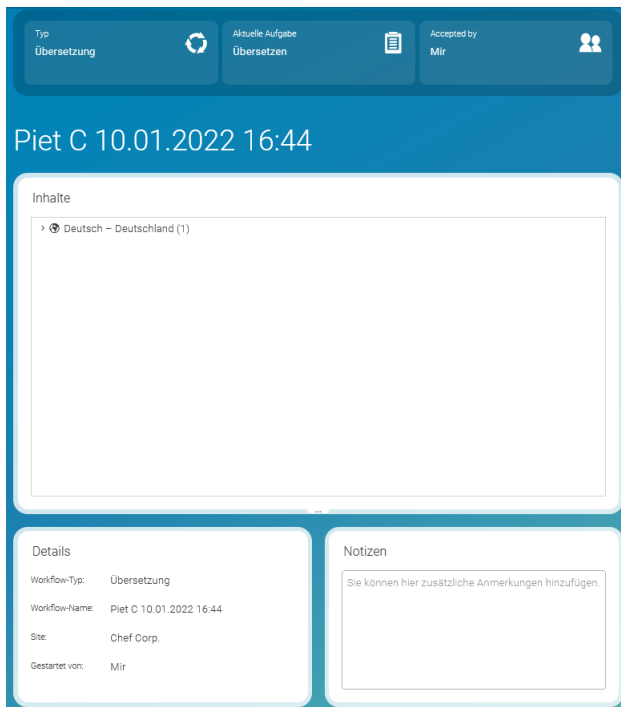 Typ
Übersetzung
Aktuelle Aufgabe
Übersetzen
Accepted by
Mir
Piet C 10.01.2022 16:44
Inhalte
> Deutsch – Deutschland (1)
...
Details
Workflow-Typ: Übersetzung
Workflow-Name: Piet C 10.01.2022 16:44
Site: Chef Corp.
Gestartet von: Mir
Notizen
Sie können hier zusätzliche Anmerkungen hinzufügen.